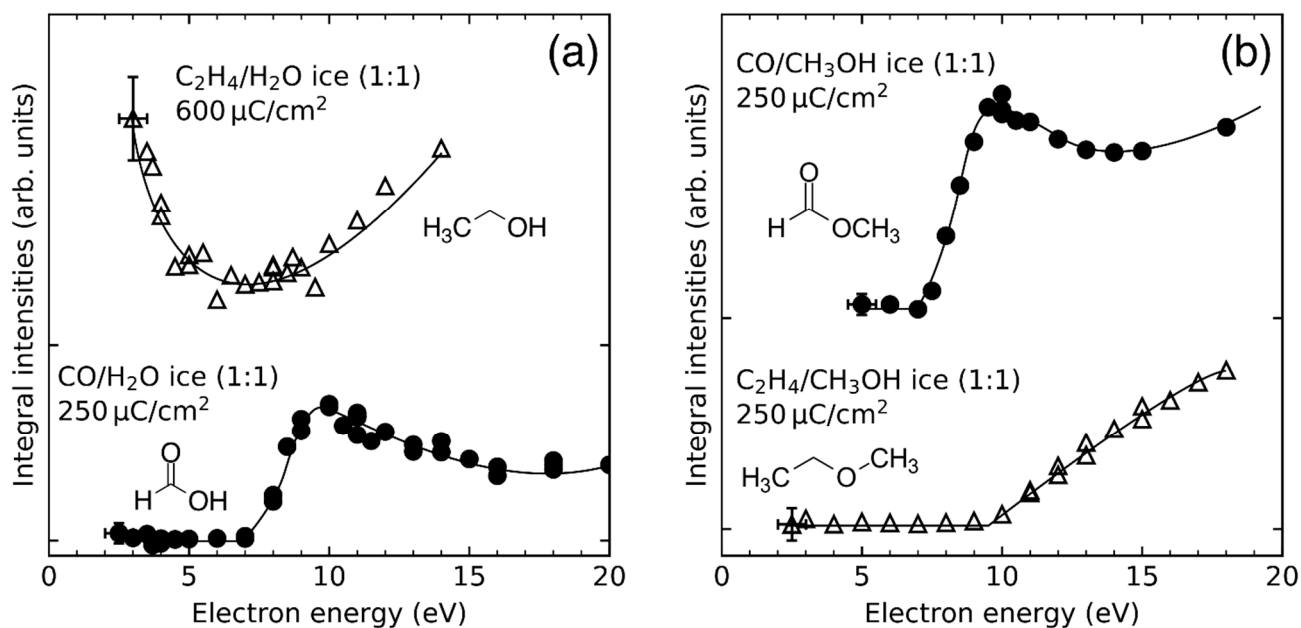 (a)
C₂H₄/H₂O ice (1:1)
600 µC/cm²
H₃C OH
CO/H₂O ice (1:1)
250 µC/cm²
O
H OH
Integral intensities (arb. units)
0 5 10 15 20
Electron energy (eV)
(b)
CO/CH₃OH ice (1:1)
250 µC/cm²
O
H OCH₃
C₂H₄/CH₃OH ice (1:1)
250 µC/cm²
H₃C O CH₃
Integral intensities (arb. units)
0 5 10 15 20
Electron energy (eV)